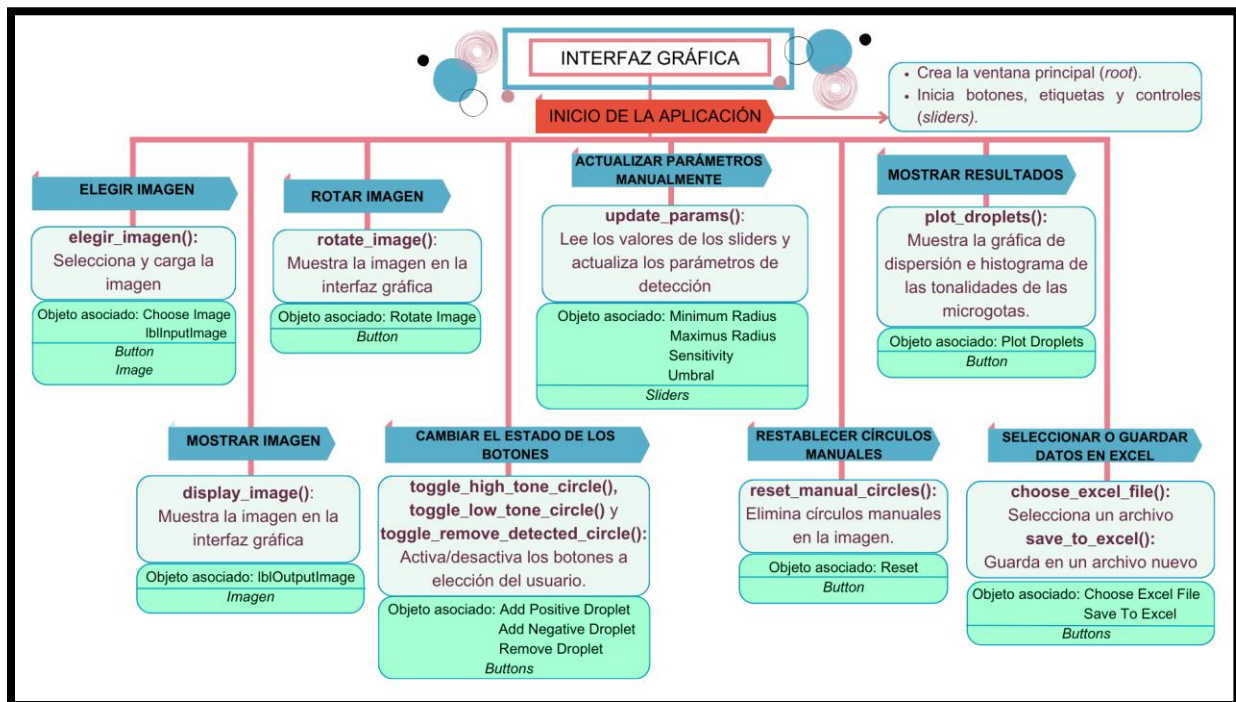 INTERFAZ GRÁFICA
INICIO DE LA APLICACIÓN
• Crea la ventana principal (root).
• Inicia botones, etiquetas y controles
(sliders).
ELEGIR IMAGEN
elegir_imagen():
Selecciona y carga la
imagen
Objeto asociado: Choose Image
lblInputImage
Button
Image
ROTAR IMAGEN
rotate_image():
Muestra la imagen en la
interfaz gráfica
Objeto asociado: Rotate Image
Button
ACTUALIZAR PARÁMETROS
MANUALMENTE
update_params():
Lee los valores de los sliders y
actualiza los parámetros de
detección
Objeto asociado: Minimum Radius
Maximus Radius
Sensitivity
Umbral
Sliders
MOSTRAR RESULTADOS
plot_droplets():
Muestra la gráfica de
dispersión e histograma de
las tonalidades de las
microgotas.
Objeto asociado: Plot Droplets
Button
MOSTRAR IMAGEN
display_image():
Muestra la imagen en la
interfaz gráfica
Objeto asociado: lblOutputImage
Imagen
CAMBIAR EL ESTADO DE LOS
BOTONES
toggle_high_tone_circle(),
toggle_low_tone_circle() y
toggle_remove_detected_circle():
Activa/desactiva los botones a
elección del usuario.
Objeto asociado: Add Positive Droplet
Add Negative Droplet
Remove Droplet
Buttons
RESTABLECER CÍRCULOS
MANUALES
reset_manual_circles():
Elimina círculos manuales
en la imagen.
Objeto asociado: Reset
Button
SELECCIONAR O GUARDAR
DATOS EN EXCEL
choose_excel_file():
Selecciona un archivo
save_to_excel():
Guarda en un archivo nuevo
Objeto asociado: Choose Excel File
Save To Excel
Buttons